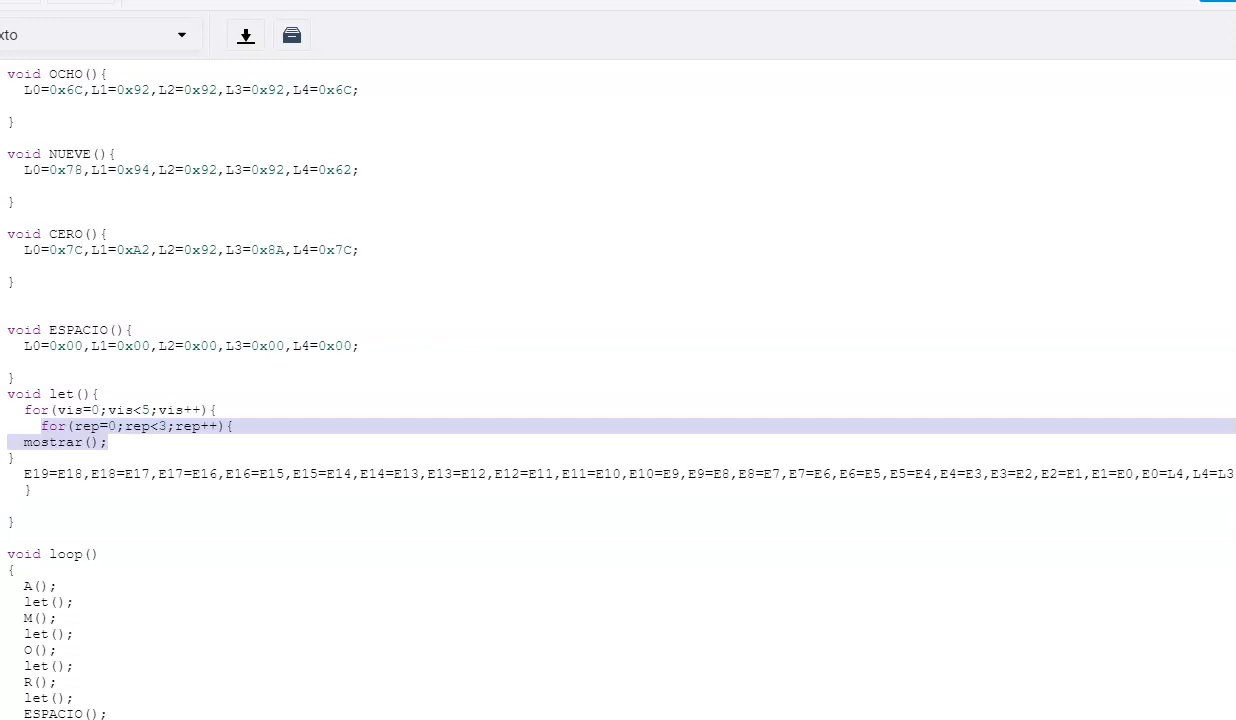 xto
void OCHO(){
L0=0x6C,L1=0x92,L2=0x92,L3=0x92,L4=0x6C;
}
void NUEVE(){
L0=0x78,L1=0x94,L2=0x92,L3=0x92,L4=0x62;
}
void CERO(){
L0=0x7C,L1=0xA2,L2=0x92,L3=0x8A,L4=0x7C;
}
void ESPACIO(){
L0=0x00,L1=0x00,L2=0x00,L3=0x00,L4=0x00;
}
void let(){
for(vis=0;vis<5;vis++){
for(rep=0;rep<3;rep++){
mostrar();
}
E19=E18,E18=E17,E17=E16,E16=E15,E15=E14,E14=E13,E13=E12,E12=E11,E11=E10,E10=E9,E9=E8,E8=E7,E7=E6,E6=E5,E5=E4,E4=E3,E3=E2,E2=E1,E1=E0,E0=L4,L4=L3
}
}
void loop()
{
A();
let();
M();
let();
O();
let();
R();
let();
ESPACIO();